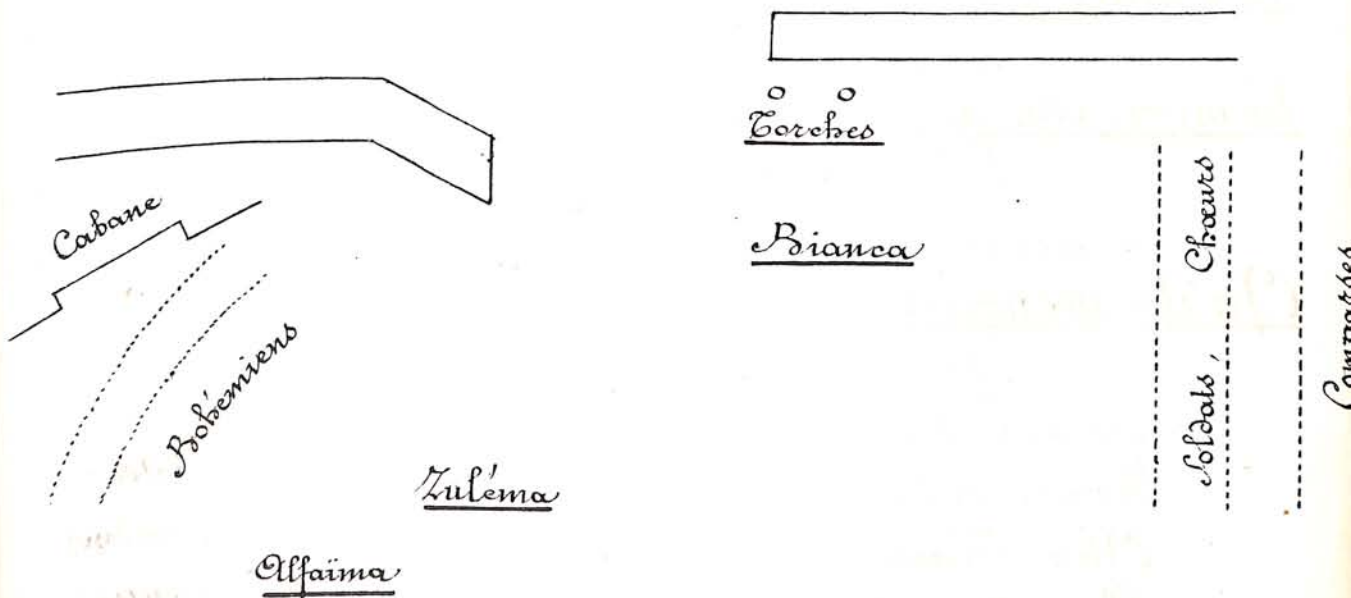 Torches
Cabane
Bianca
Soldats, Chœurs
Comparses
Bohémiens
Zuléma
Alfaïma